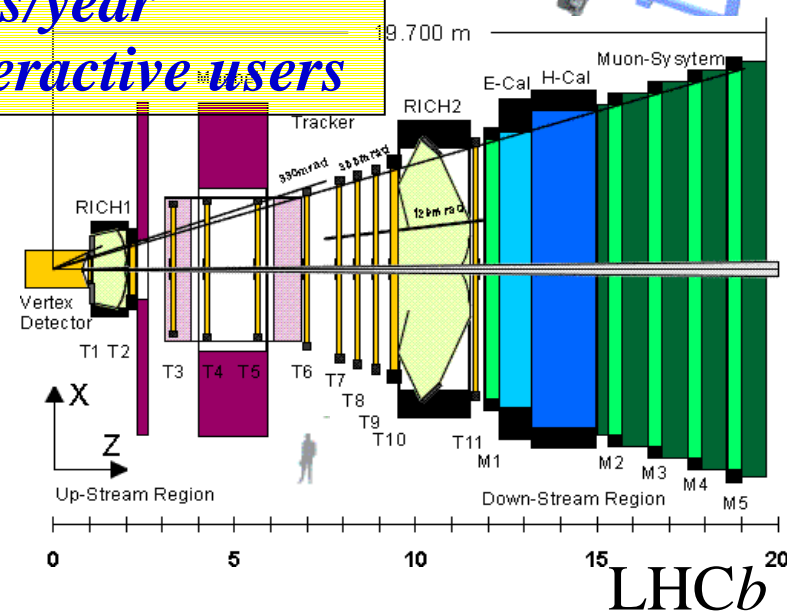 s/year
eractive users
19.700 m
Muon-Sysytem
E-Cal
H-Cal
RICH2
Tracker
330mrad
RICH1
Vertex
Detector
T1 T2
T3 T4 T5 T6
T7
T8
T9
T10
T11
M1
M2
M3
M4
M5
X
Z
Up-Stream Region
Down-Stream Region
0 5 10 15 20
LHCb